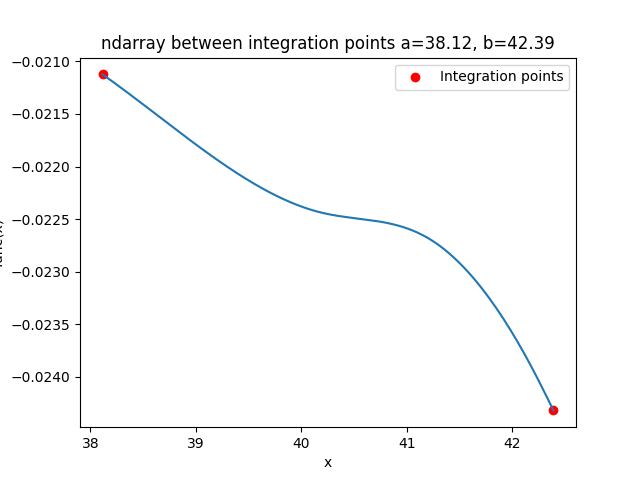 ndarray between integration points a=38.12, b=42.39
Integration points
−0.0210
−0.0215
−0.0220
−0.0225
−0.0230
−0.0235
−0.0240
38 39 40 41 42
x